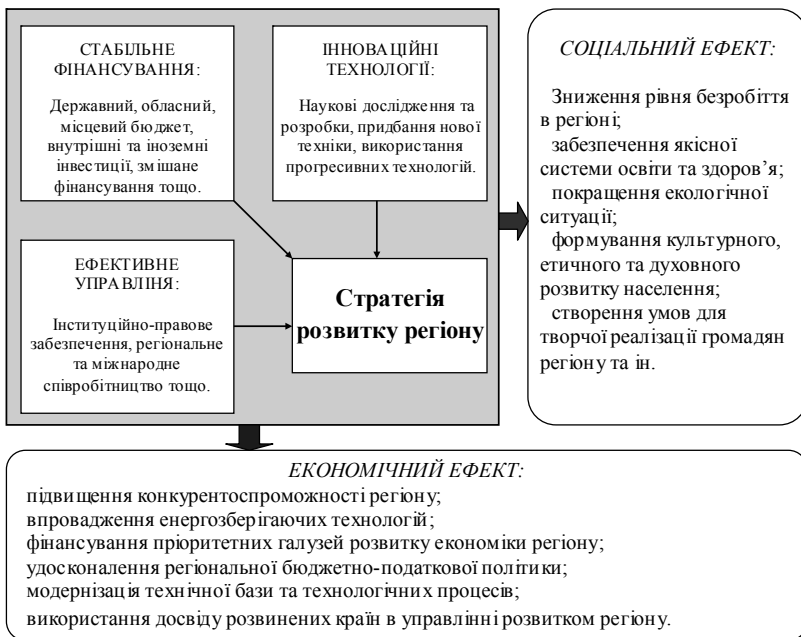 СТАБІЛЬНЕ
ФІНАНСУВАННЯ:
Державний, обласний,
місцевий бюджет,
внутрішні та іноземні
інвестиції, змішане
фінансування тощо.
ІННОВАЦІЙНІ
ТЕХНОЛОГІЇ:
Наукові дослідження та
розробки, придбання нової
техніки, використання
прогресивних технологій.
ЕФЕКТИВНЕ
УПРАВЛІНЯ:
Інституційно-правове
забезпечення, регіональне
та міжнародне
співробітництво тощо.
Стратегія
розвитку регіону
СОЦІАЛЬНИЙ ЕФЕКТ:
Зниження рівня безробіття
в регіоні;
забезпечення якісної
системи освіти та здоров’я;
покращення екологічної
ситуації;
формування культурного,
етичного та духовного
розвитку населення;
створення умов для
творчої реалізації громадян
регіону та ін.
ЕКОНОМІЧНИЙ ЕФЕКТ:
підвищення конкурентоспроможності регіону;
впровадження енергозберігаючих технологій;
фінансування пріоритетних галузей розвитку економіки регіону;
удосконалення регіональної бюджетно-податкової політики;
модернізація технічної бази та технологічних процесів;
використання досвіду розвинених країн в управлінні розвитком регіону.